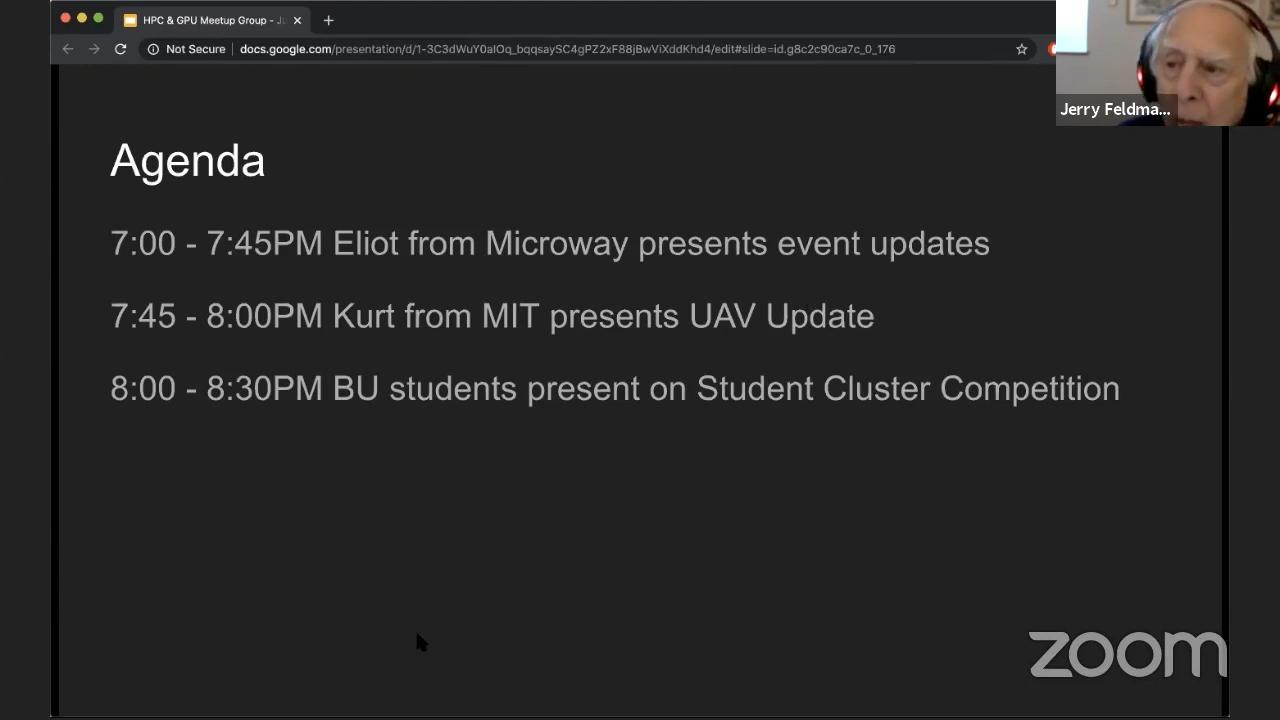 HPC & GPU Meetup Group - Ju
Not Secure
docs.google.com/presentation/d/1-3C3dWuY0alOq_bqqsaySC4gPZ2xF88jBwViXddKhd4/edit#slide=id.g8c2c90ca7c_0_176
Jerry Feldma...
Agenda
7:00 - 7:45PM Eliot from Microway presents event updates
7:45 - 8:00PM Kurt from MIT presents UAV Update
8:00 - 8:30PM BU students present on Student Cluster Competition
zoom